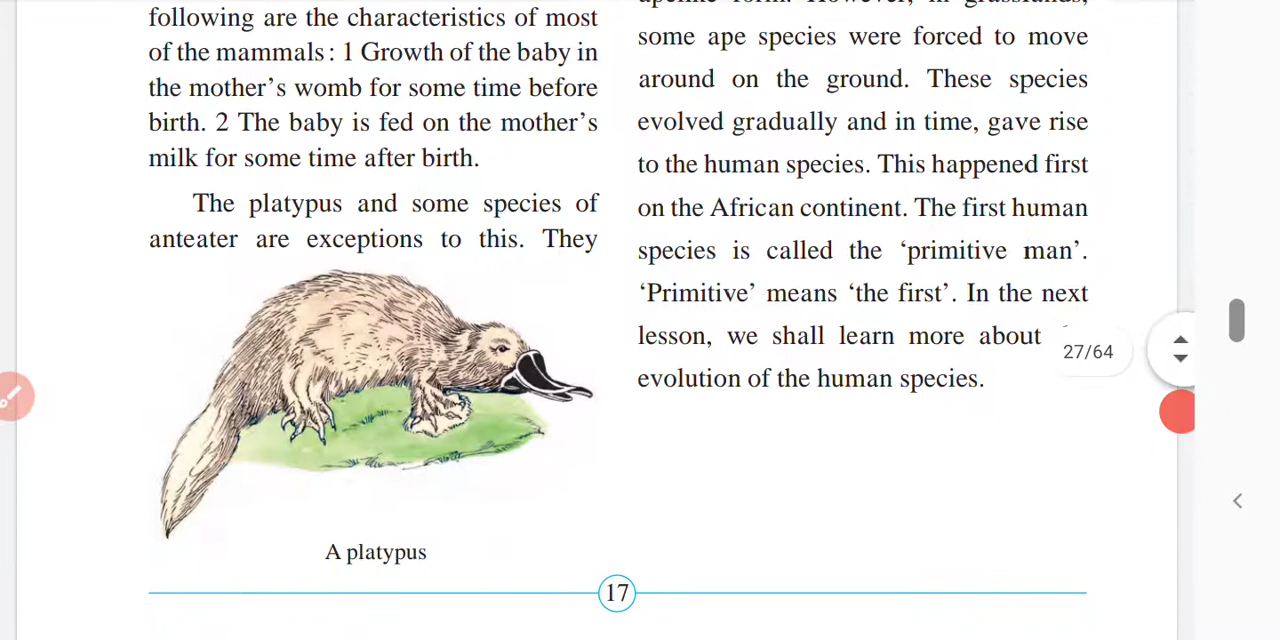 following are the characteristics of most
of the mammals : 1 Growth of the baby in
the mother’s womb for some time before
birth. 2 The baby is fed on the mother’s
milk for some time after birth.
The platypus and some species of
anteater are exceptions to this. They
A platypus
some ape species were forced to move
around on the ground. These species
evolved gradually and in time, gave rise
to the human species. This happened first
on the African continent. The first human
species is called the ‘primitive man’.
‘Primitive’ means ‘the first’. In the next
lesson, we shall learn more about
evolution of the human species.
27/64
17